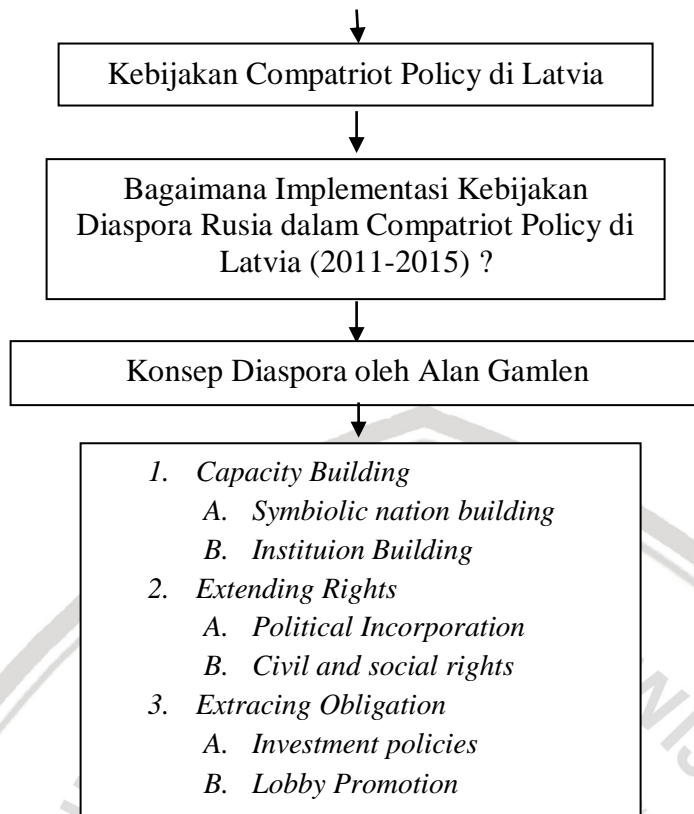 Kebijakan Compatriot Policy di Latvia
Bagaimana Implementasi Kebijakan
Diaspora Rusia dalam Compatriot Policy di
Latvia (2011-2015) ?
Konsep Diaspora oleh Alan Gamlen
1. Capacity Building
A. Symbiolic nation building
B. Instituion Building
2. Extending Rights
A. Political Incorporation
B. Civil and social rights
3. Extracing Obligation
A. Investment policies
B. Lobby Promotion